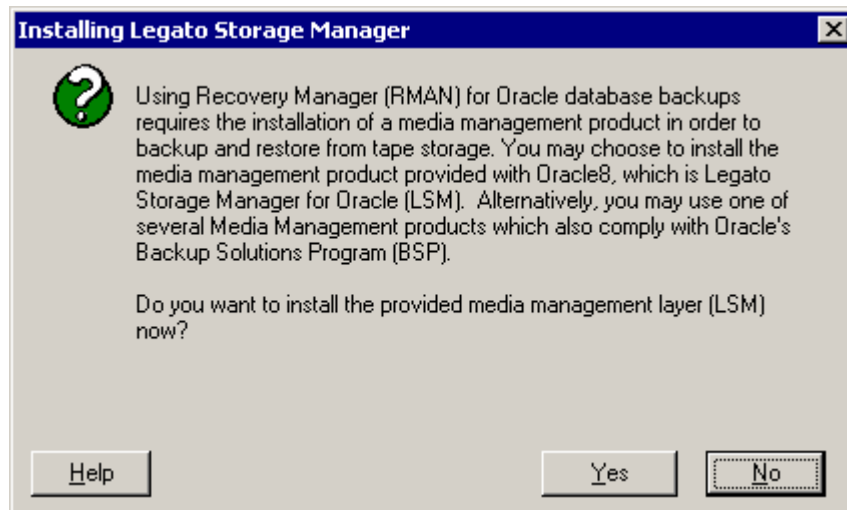 Installing Legato Storage Manager
Using Recovery Manager (RMAN) for Oracle database backups
requires the installation of a media management product in order to
backup and restore from tape storage. You may choose to install the
media management product provided with Oracle8, which is Legato
Storage Manager for Oracle (LSM).  Alternatively, you may use one of
several Media Management products which also comply with Oracle's
Backup Solutions Program (BSP).
Do you want to install the provided media management layer (LSM)
now?
Help
Yes
No